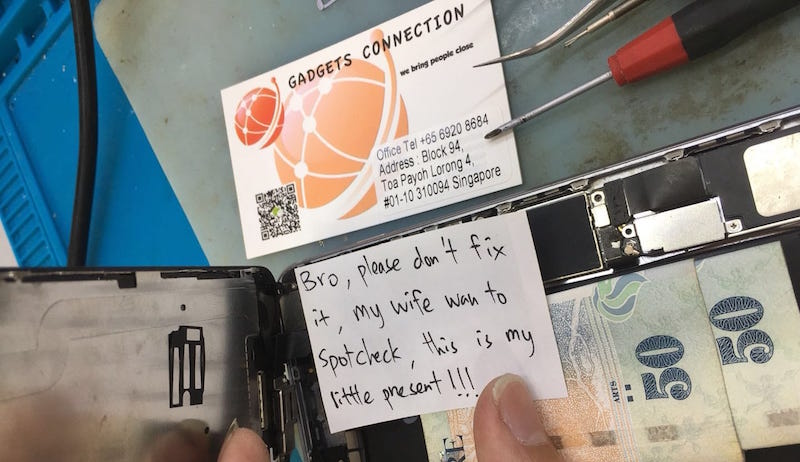 GADGETS CONNECTION
we bring people close
Office Tel +65 6920 8684
Address : Block 94,
Toa Payoh Lorong 4,
#01-10 310094 Singapore
Bro, please don't fix
it, my wife wan to
spotcheck, this is my
little present!!!
50
ARTS
50